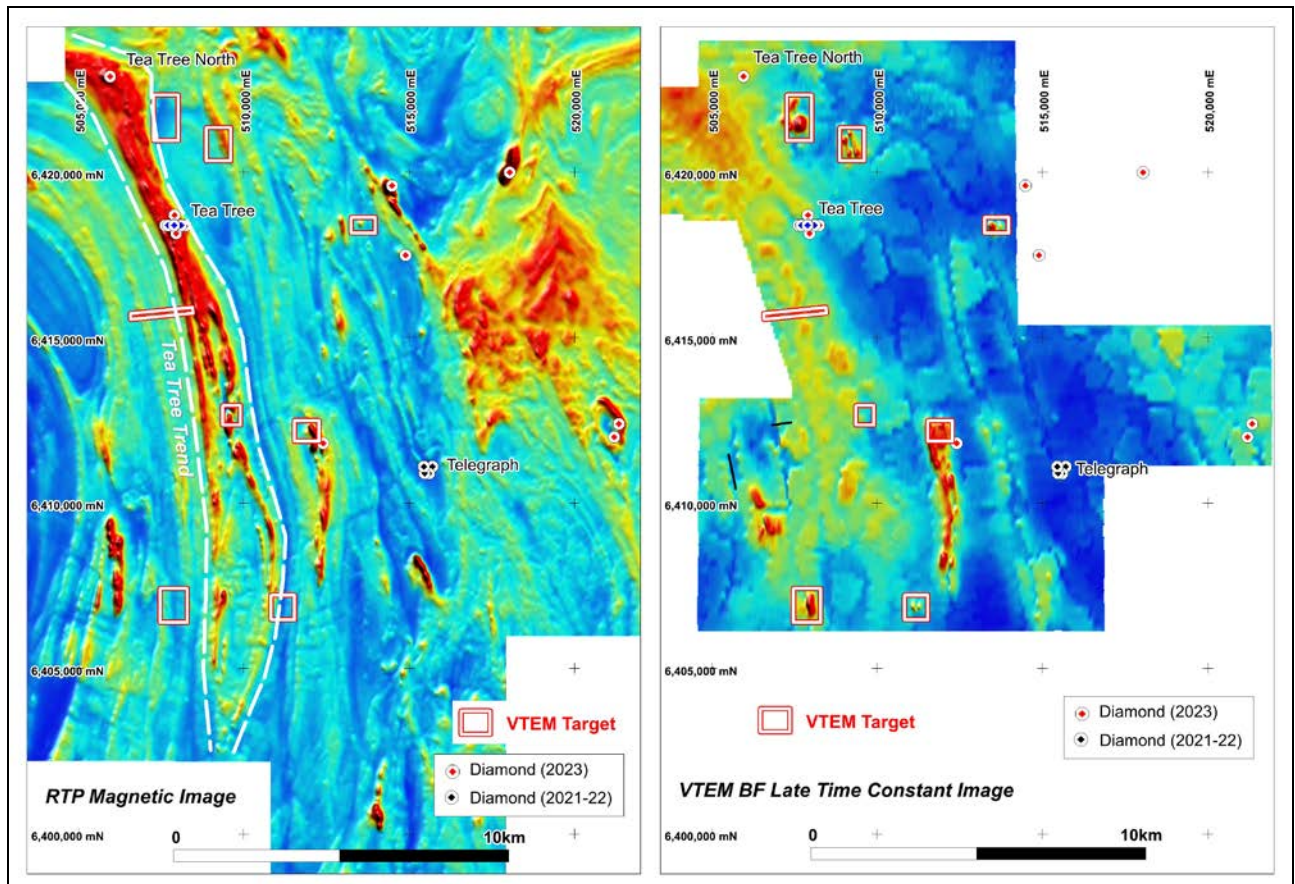 Tea Tree North
505,000 mE
510,000 mE
515,000 mE
520,000 mE
6,420,000 mN
Tea Tree
6,415,000 mN
Tea Tree Trend
Telegraph
6,410,000 mN
6,405,000 mN
VTEM Target
Diamond (2023)
Diamond (2021-22)
RTP Magnetic Image
6,400,000 mN
0
10km
Tea Tree North
505,000 mE
510,000 mE
515,000 mE
520,000 mE
6,420,000 mN
Tea Tree
6,415,000 mN
Telegraph
6,410,000 mN
6,405,000 mN
VTEM Target
Diamond (2023)
Diamond (2021-22)
VTEM BF Late Time Constant Image
6,400,000 mN
0
10km